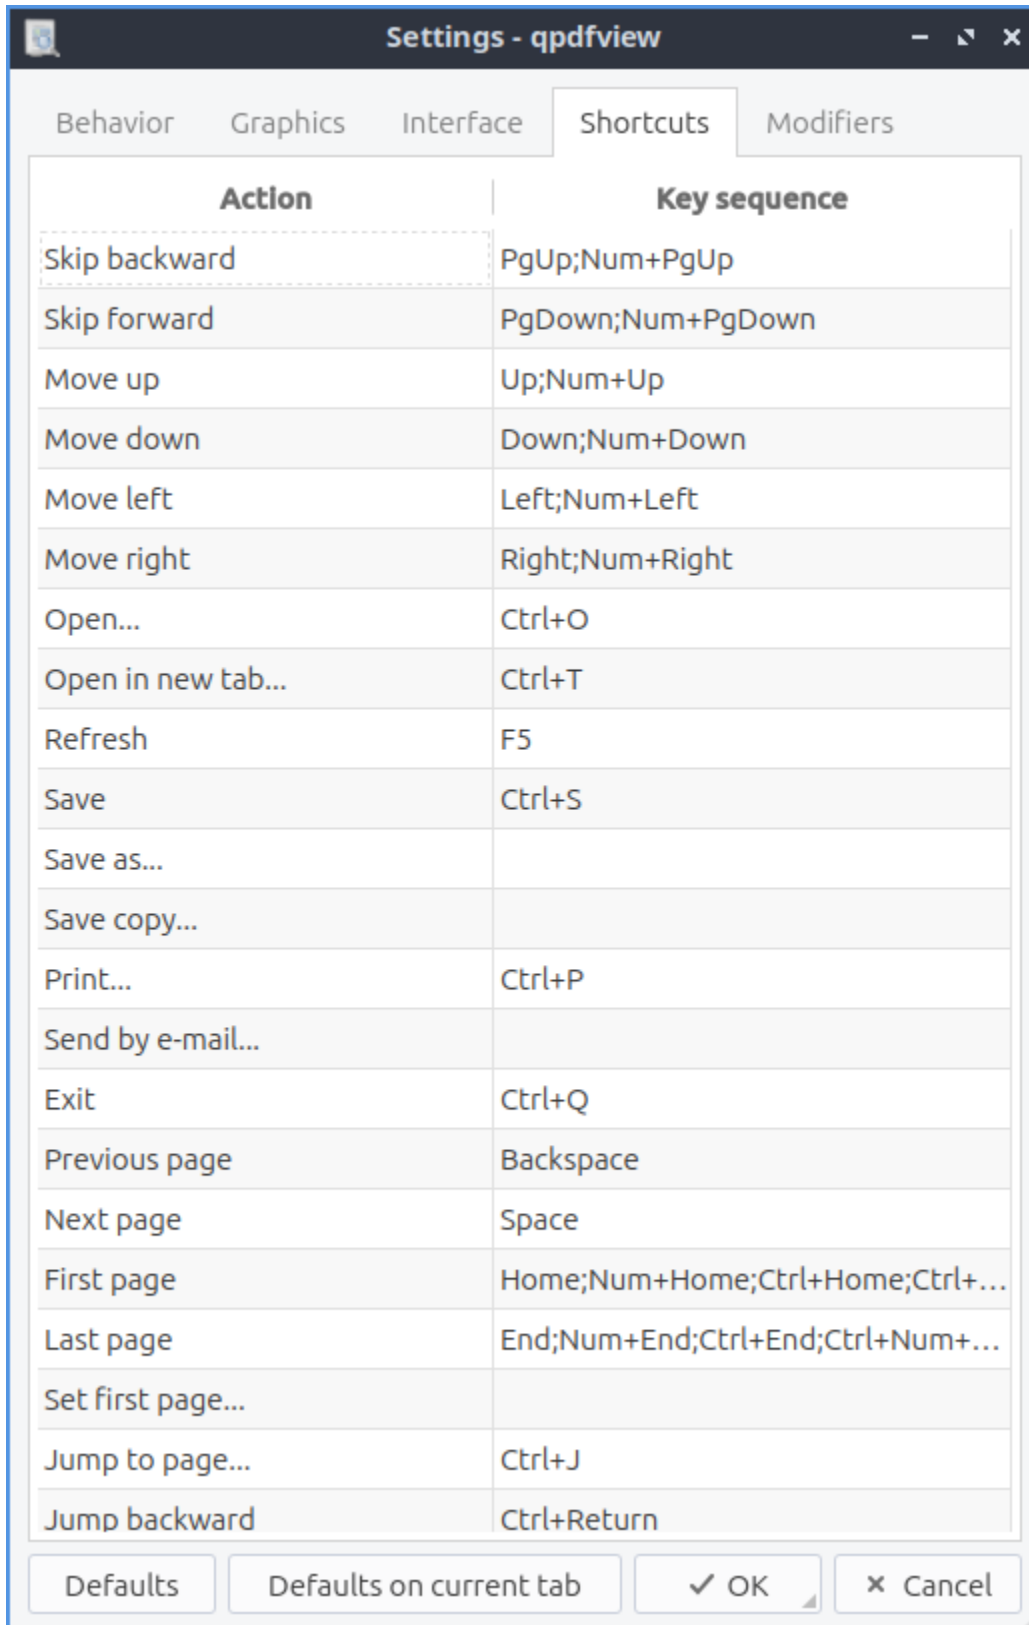 Settings - qpdfview
Behavior Graphics Interface Shortcuts Modifiers
Action Key sequence
Skip backward PgUp;Num+PgUp
Skip forward PgDown;Num+PgDown
Move up Up;Num+Up
Move down Down;Num+Down
Move left Left;Num+Left
Move right Right;Num+Right
Open... Ctrl+O
Open in new tab... Ctrl+T
Refresh F5
Save Ctrl+S
Save as...
Save copy...
Print... Ctrl+P
Send by e-mail...
Exit Ctrl+Q
Previous page Backspace
Next page Space
First page Home;Num+Home;Ctrl+Home;Ctrl+...
Last page End;Num+End;Ctrl+End;Ctrl+Num+...
Set first page...
Jump to page... Ctrl+J
Jump backward Ctrl+Return
Defaults Defaults on current tab OK Cancel